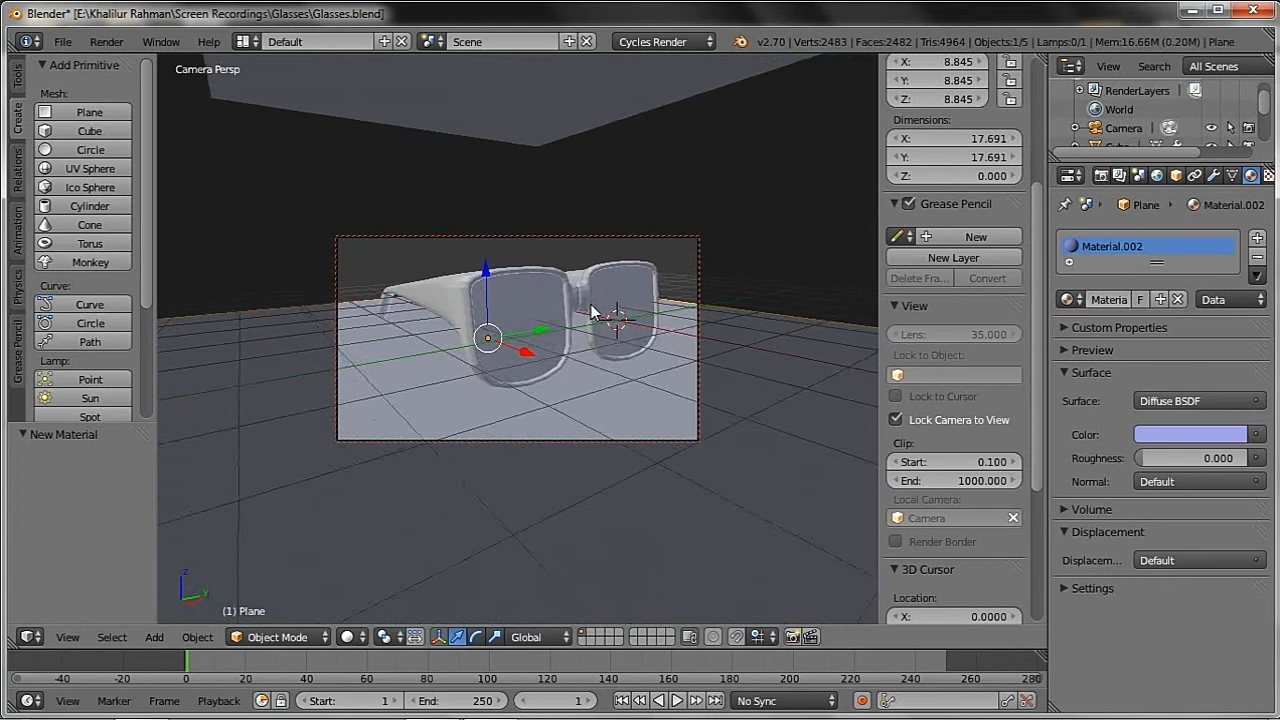 Blender* [E:\Khalilur Rahman\Screen Recordings\Glasses\Glasses.blend]
File Render Window Help Default Scene Cycles Render v2.70 | Verts:2483 | Faces:2482 | Tris:4964 | Objects:1/5 | Lamps:0/1 | Mem:16.66M (0.20M) | Plane
Tools
Create
Relations
Animation
Physics
Grease Pencil
Add Primitive
Mesh:
Plane
Cube
Circle
UV Sphere
Ico Sphere
Cylinder
Cone
Torus
Monkey
Curve:
Curve
Circle
Path
Lamp:
Point
Sun
Spot
New Material
Camera Persp
z
y
(1) Plane
X: 8.845
Y: 8.845
Z: 8.845
Dimensions:
X: 17.691
Y: 17.691
Z: 0.000
Grease Pencil
New
New Layer
Delete Fra... Convert
View
Lens: 35.000
Lock to Object:
Lock to Cursor
Lock Camera to View
Clip:
Start: 0.100
End: 1000.000
Local Camera:
Camera
Render Border
3D Cursor
Location:
X: 0.0000
View Search All Scenes
RenderLayers
World
Camera
Plane Material.002
Material.002
Materia F Data
Custom Properties
Preview
Surface
Surface: Diffuse BSDF
Color:
Roughness: 0.000
Normal: Default
Volume
Displacement
Displacem... Default
Settings
View Select Add Object Object Mode Global
-40 -20 0 20 40 60 80 100 120 140 160 180 200 220 240 260 280
View Marker Frame Playback Start: 1 End: 250 1 No Sync